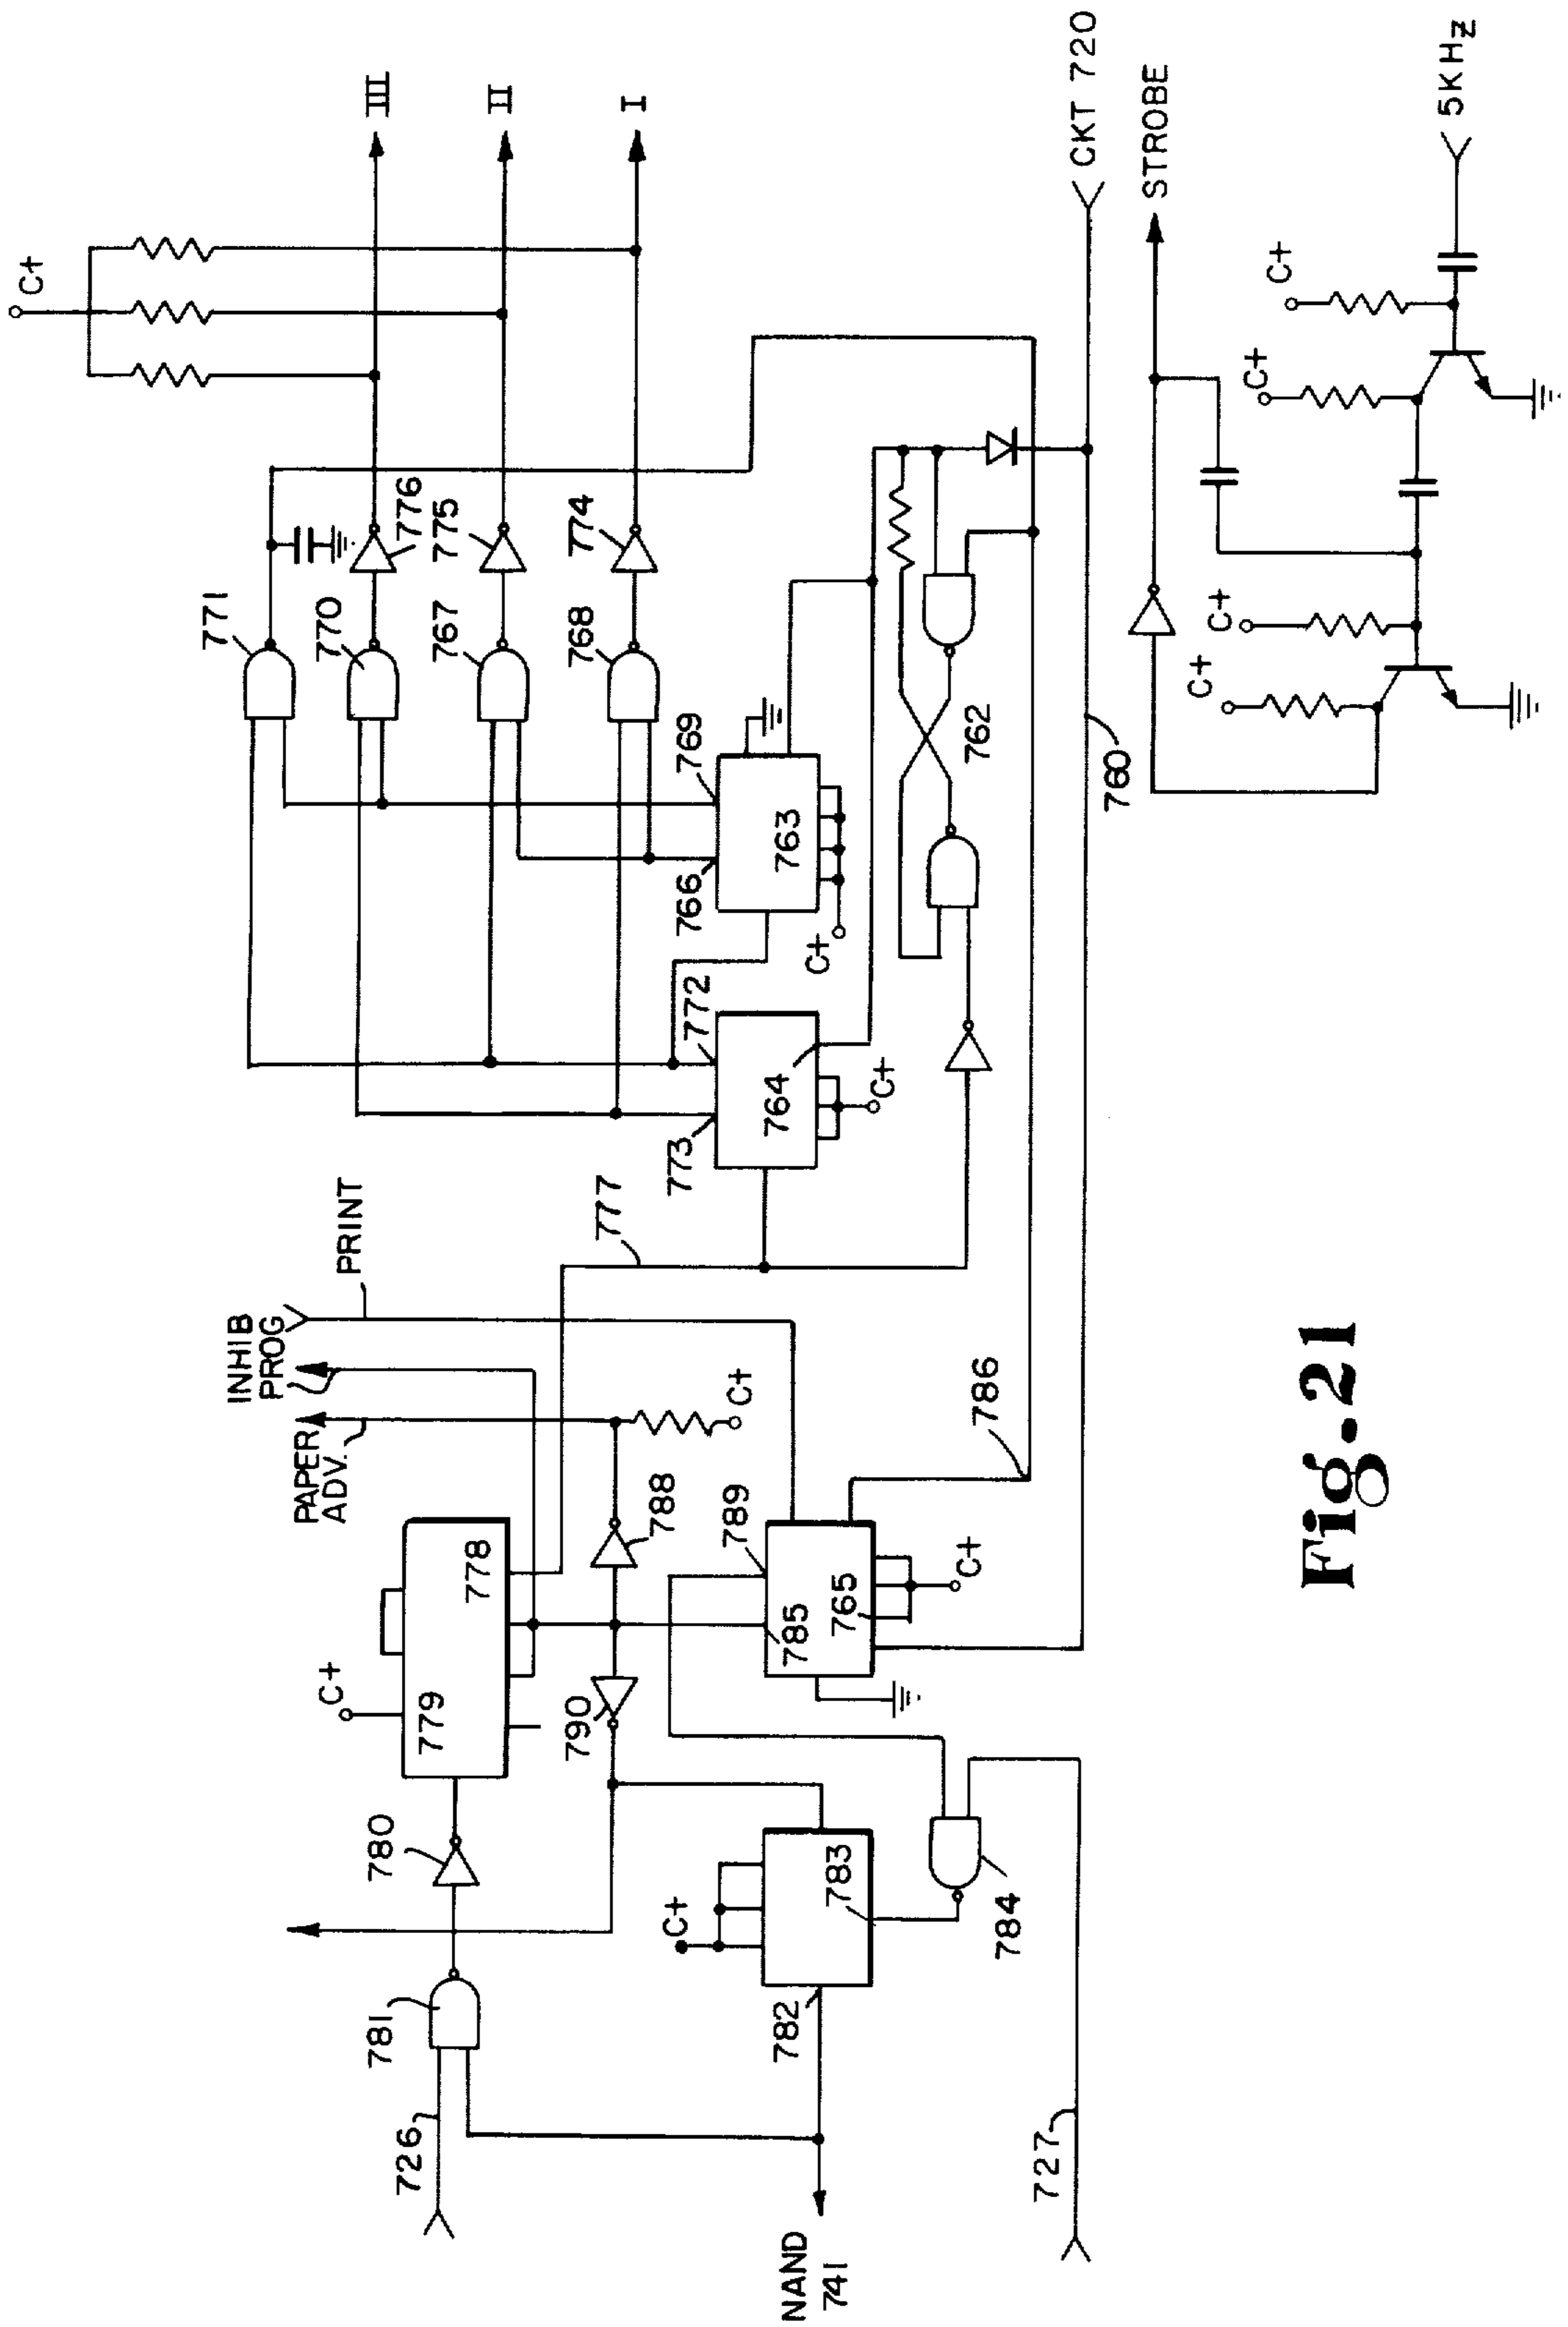 C+
III
II
I
771
770
776
767
775
768
774
769
766
763
C+
772
773
764
C+
762
760
CKT 720
STROBE
5KHZ
C+
C+
C+
C+
777
PRINT
INHIB
PROG
PAPER
ADV.
C+
778
779
C+
788
790
789
785
765
C+
786
780
781
726
C+
783
782
784
727
NAND
741
Fig-21